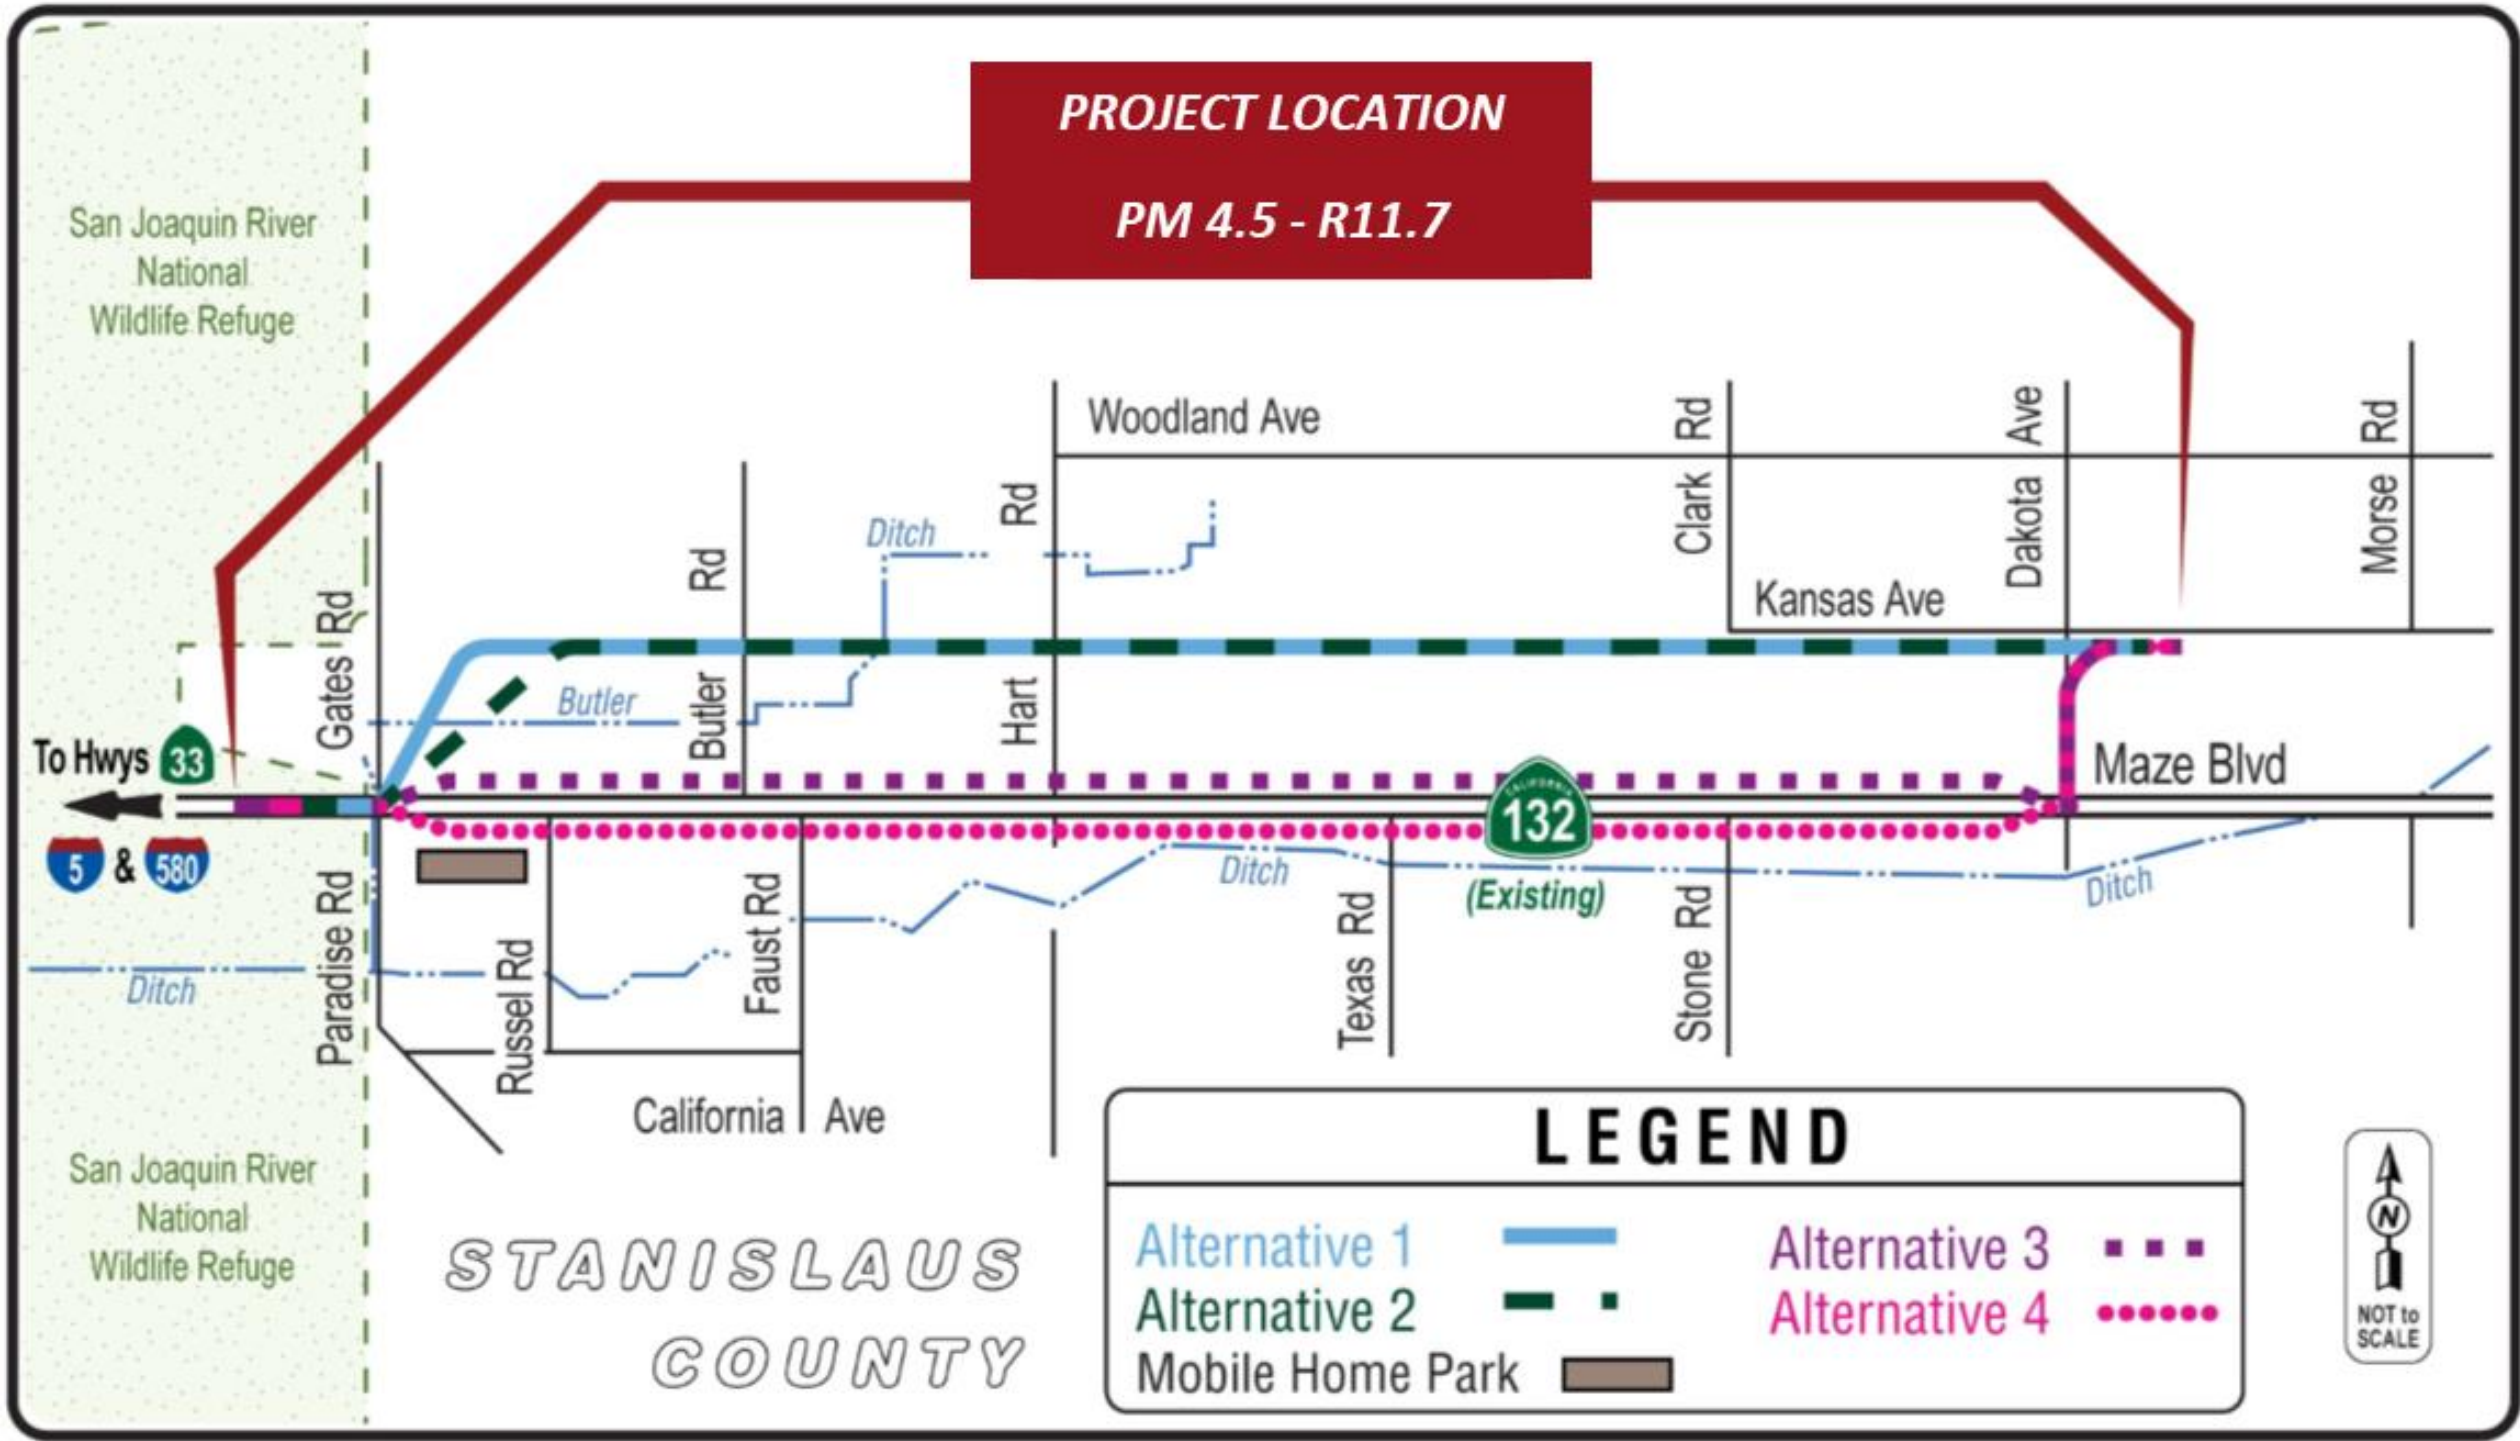 PROJECT LOCATION
PM 4.5 - R11.7
San Joaquin River
National
Wildlife Refuge
Woodland Ave
Clark Rd
Dakota Ave
Morse Rd
Ditch
Hart Rd
Butler Rd
Gates Rd
Kansas Ave
Butler
To Hwys 33
5 & 580
Maze Blvd
CALIFORNIA
132
(Existing)
Ditch
Ditch
Ditch
Paradise Rd
Russel Rd
Faust Rd
Texas Rd
Stone Rd
California Ave
San Joaquin River
National
Wildlife Refuge
STANISLAUS
COUNTY
LEGEND
Alternative 1
Alternative 2
Mobile Home Park
Alternative 3
Alternative 4
N
NOT to
SCALE